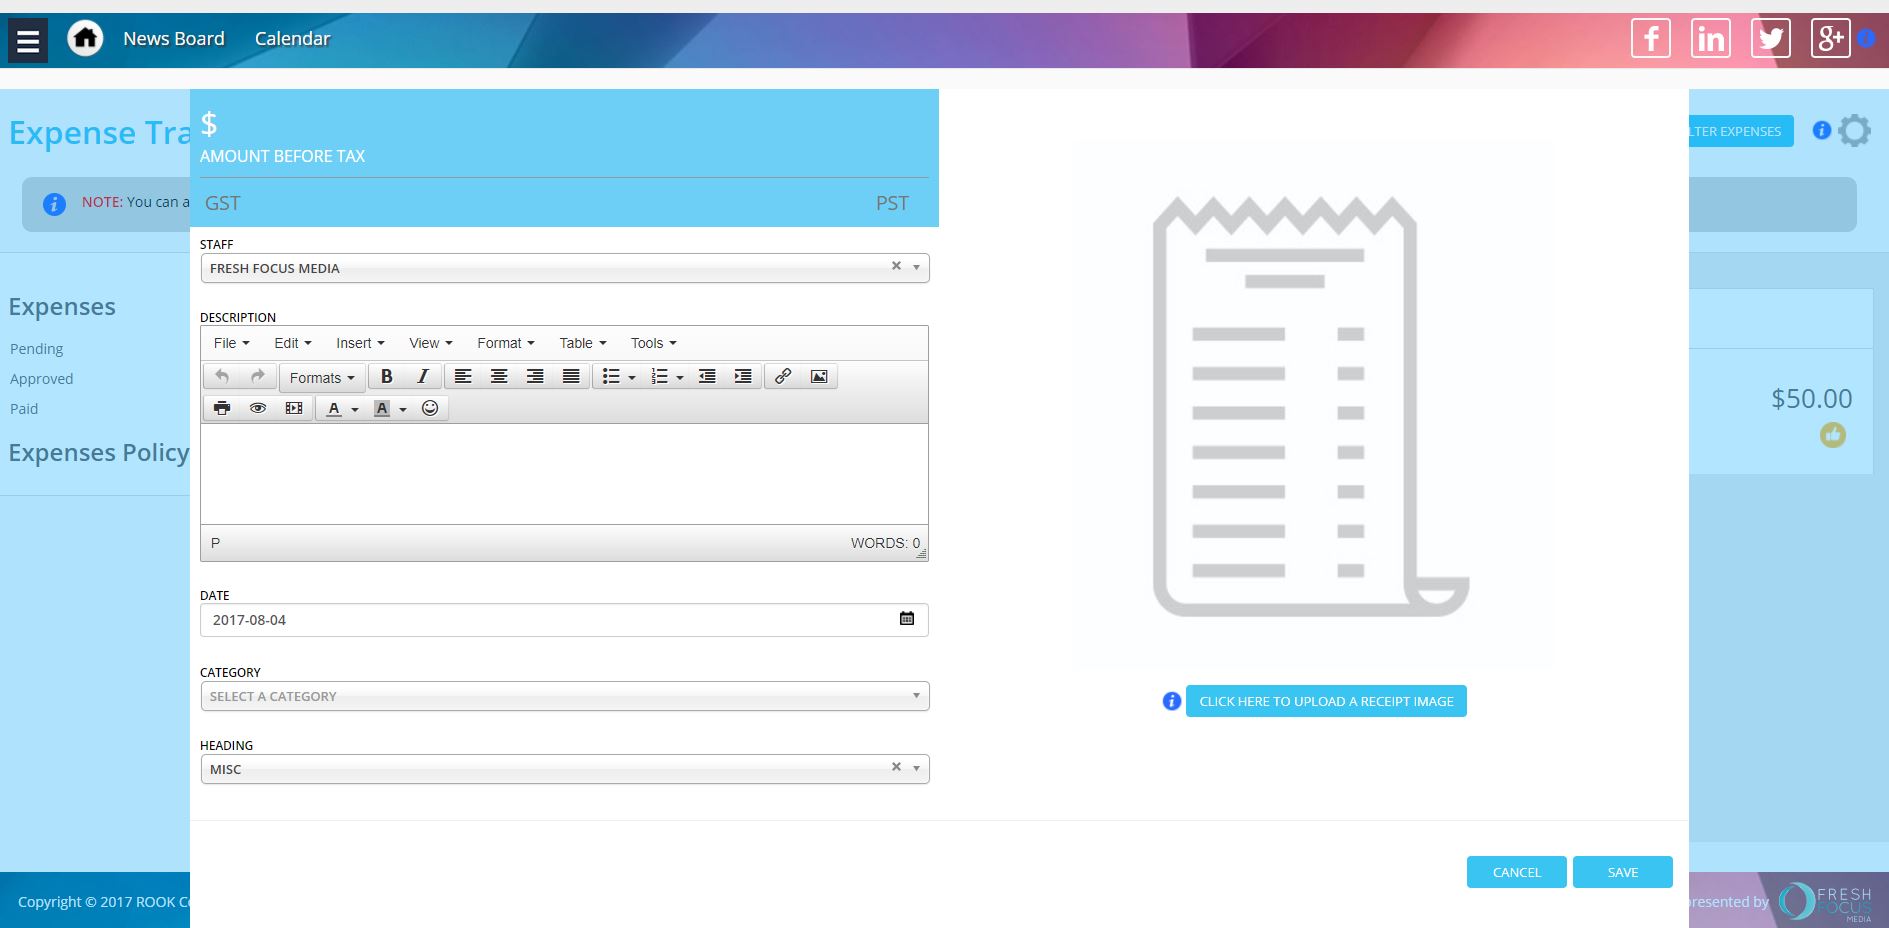 News Board Calendar
Expense Tra
LTER EXPENSES
NOTE: You can a
Expenses
Pending
Approved
Paid
Expenses Policy
$50.00
$
AMOUNT BEFORE TAX
GST PST
STAFF
FRESH FOCUS MEDIA
DESCRIPTION
File Edit Insert View Format Table Tools
Formats B I
A A
P WORDS: 0
DATE
2017-08-04
CATEGORY
SELECT A CATEGORY
HEADING
MISC
CLICK HERE TO UPLOAD A RECEIPT IMAGE
CANCEL SAVE
Copyright © 2017 ROOK C
presented by
FRESH
FOCUS
MEDIA